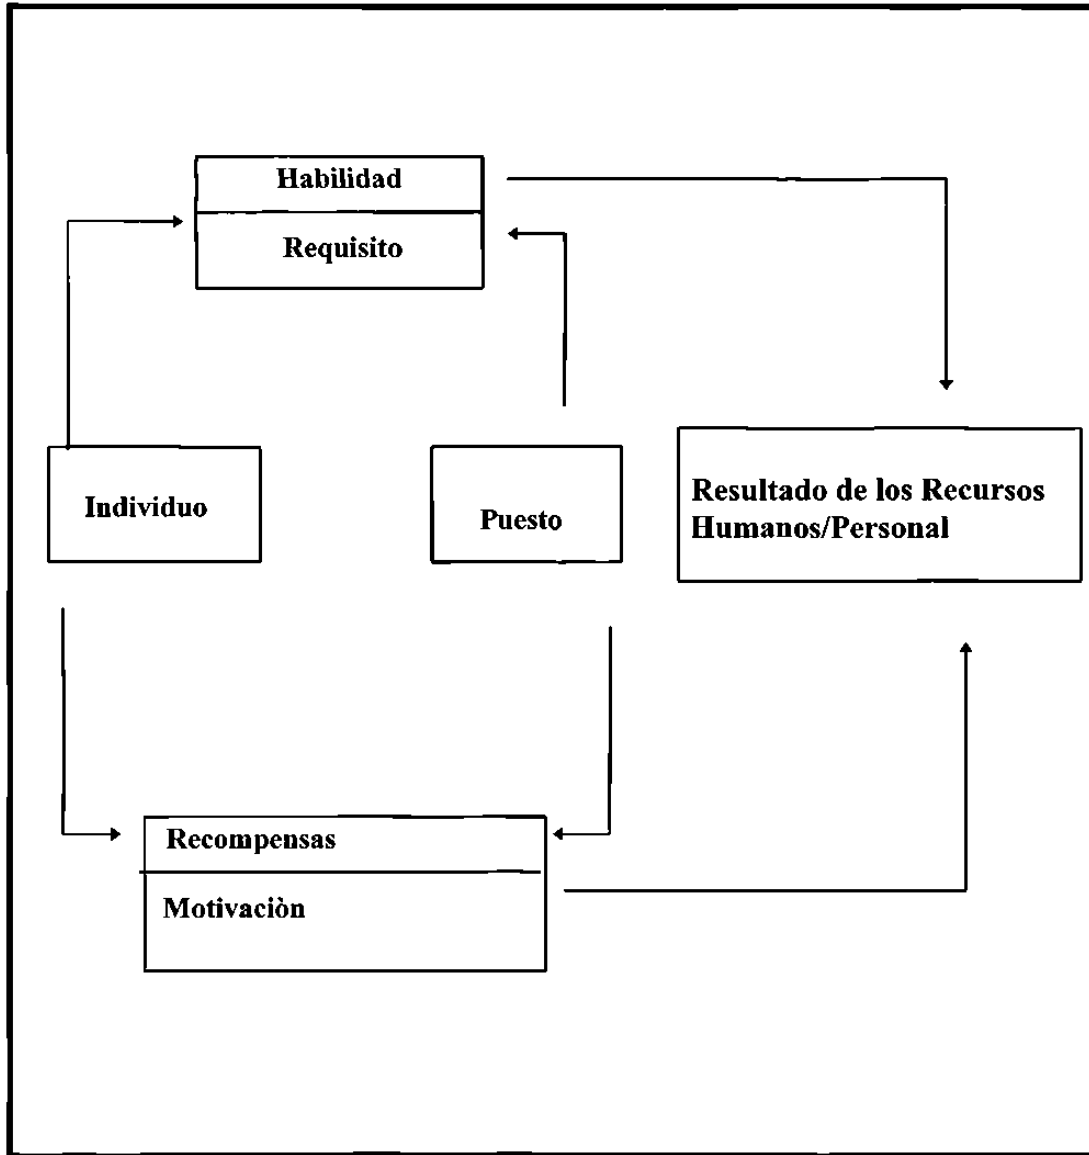 Habilidad
Requisito
Individuo
Puesto
Resultado de los Recursos
Humanos/Personal
Recompensas
Motivaciòn